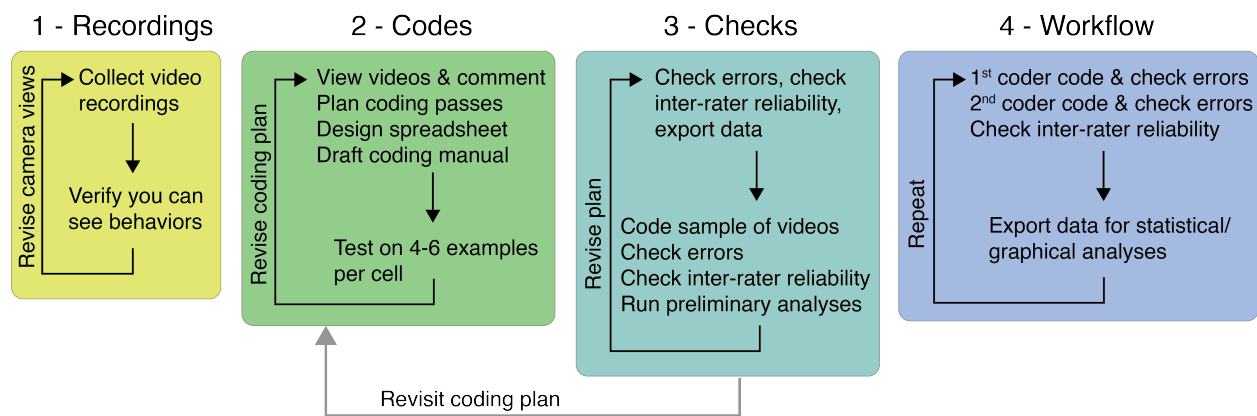 1 - Recordings
Revise camera views
Collect video
recordings
Verify you can
see behaviors
2 - Codes
Revise coding plan
View videos & comment
Plan coding passes
Design spreadsheet
Draft coding manual
Test on 4-6 examples
per cell
3 - Checks
Revise plan
Check errors, check
inter-rater reliability,
export data
Code sample of videos
Check errors
Check inter-rater reliability
Run preliminary analyses
4 - Workflow
Repeat
1st coder code & check errors
2nd coder code & check errors
Check inter-rater reliability
Export data for statistical/
graphical analyses
Revisit coding plan